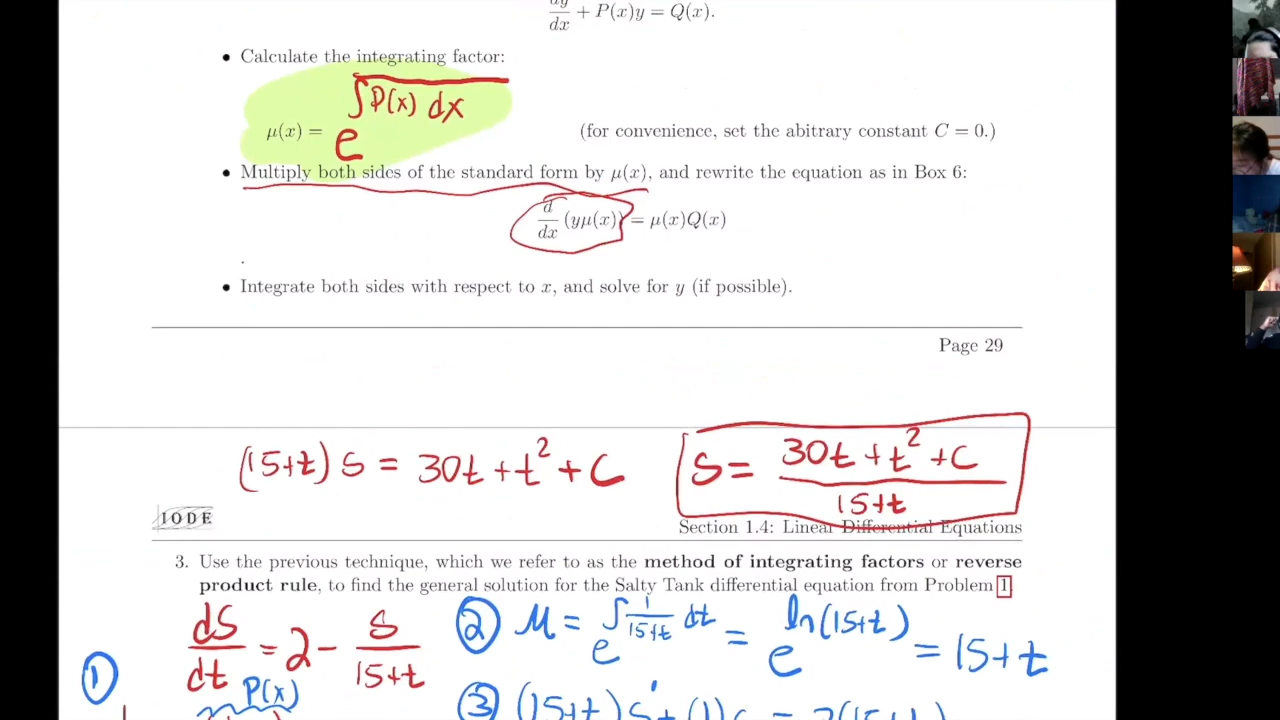 dy/dx + P(x)y = Q(x).
• Calculate the integrating factor:
μ(x) = e^{∫P(x) dx} (for convenience, set the abitrary constant C = 0.)
• Multiply both sides of the standard form by μ(x), and rewrite the equation as in Box 6:
d/dx (yμ(x)) = μ(x)Q(x)
.
• Integrate both sides with respect to x, and solve for y (if possible).
Page 29
(15+t) S = 30t + t² + C
S = (30t + t² + C)/(15+t)
IODE
Section 1.4: Linear Differential Equations
3. Use the previous technique, which we refer to as the method of integrating factors or reverse
product rule, to find the general solution for the Salty Tank differential equation from Problem 1
① dS/dt = 2 - S/(15+t)
P(x)
② μ = e^{∫ 1/(15+t) dt} = e^{ln(15+t)} = 15+t
③ (15+t) S' + (1) S = 2(15+t)